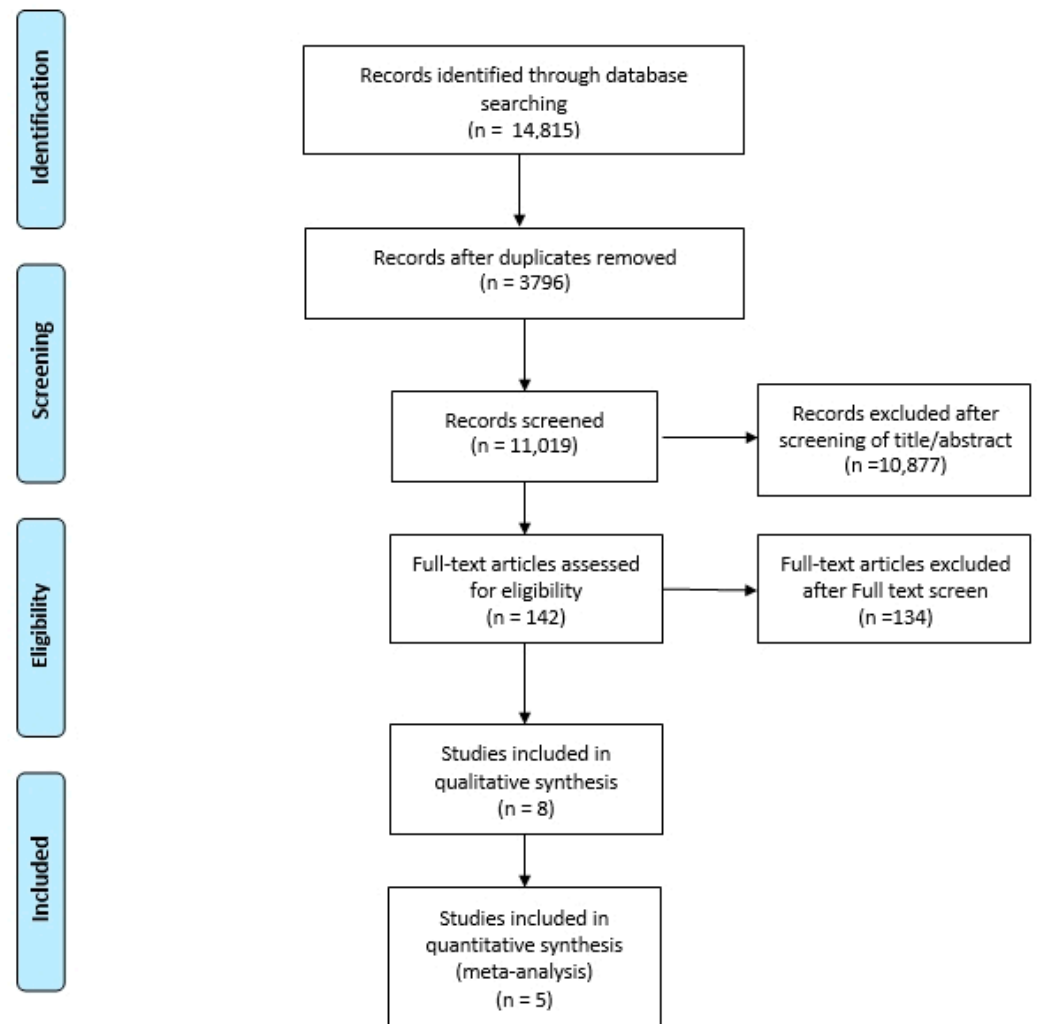 Identification
Records identified through database
searching
(n =  14,815)
Records after duplicates removed
(n = 3796)
Screening
Records screened
(n = 11,019)
Records excluded after
screening of title/abstract
(n =10,877)
Eligibility
Full-text articles assessed
for eligibility
(n = 142)
Full-text articles excluded
after Full text screen
(n =134)
Studies included in
qualitative synthesis
(n = 8)
Included
Studies included in
quantitative synthesis
(meta-analysis)
(n = 5)